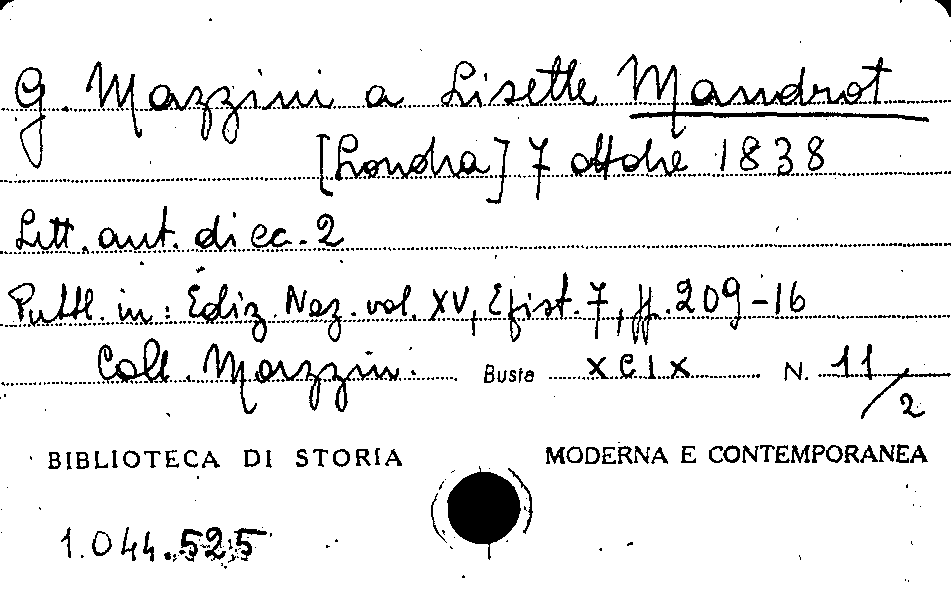 G. Mazzini a Lisette Mandrot
[Londra] 7 ottobre 1838
Lett. aut. di cc. 2
Pubbl. in: Ediz. Naz. vol. XV, Epist. 7, pp. 209-16
Coll. Mazzini. Busta XCIX N. 11/2
BIBLIOTECA DI STORIA MODERNA E CONTEMPORANEA
1.044.525